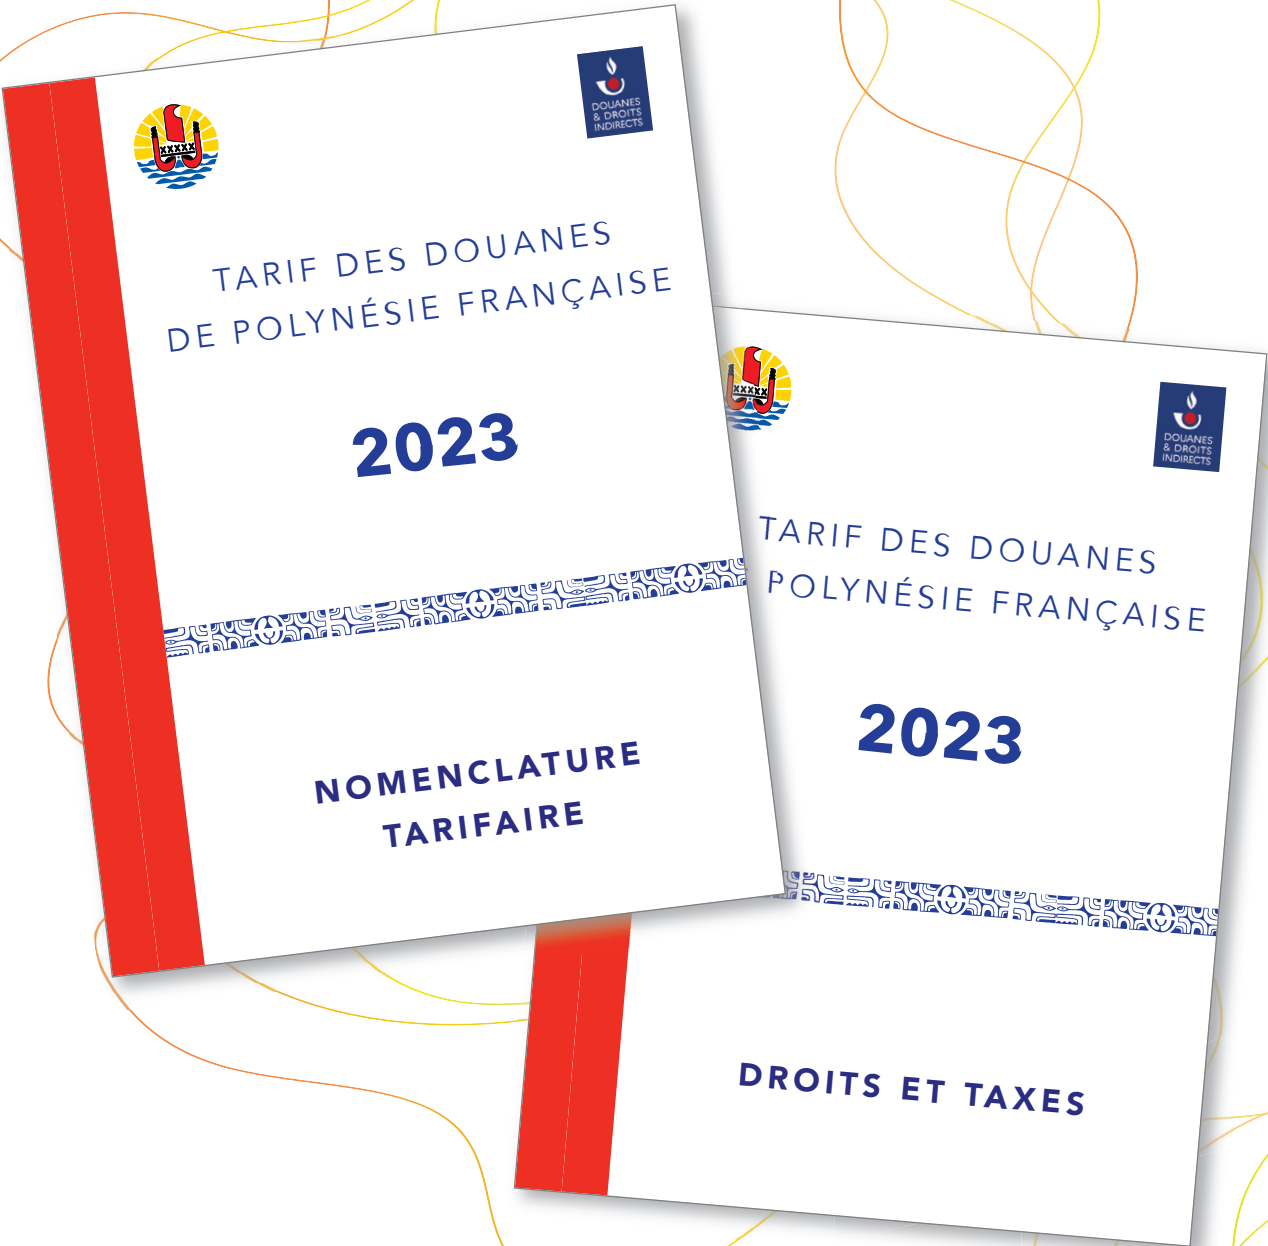 DOUANES
& DROITS
INDIRECTS
TARIF DES DOUANES
DE POLYNÉSIE FRANÇAISE
2023
NOMENCLATURE
TARIFAIRE
DOUANES
& DROITS
INDIRECTS
TARIF DES DOUANES
POLYNÉSIE FRANÇAISE
2023
DROITS ET TAXES